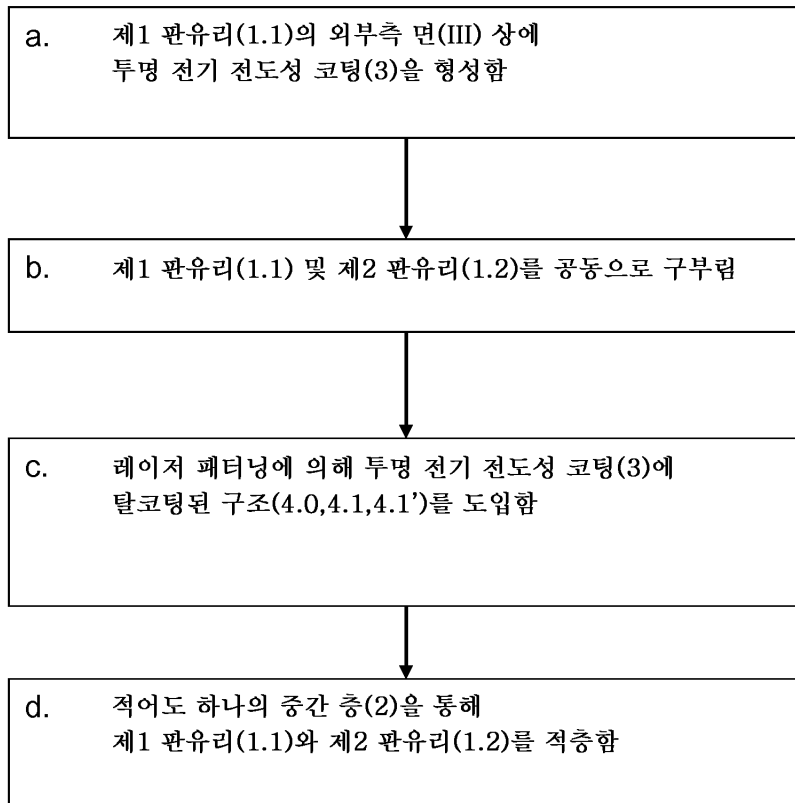 a. 제1 판유리(1.1)의 외부측 면(III) 상에
투명 전기 전도성 코팅(3)을 형성함
b. 제1 판유리(1.1) 및 제2 판유리(1.2)를 공동으로 구부림
c. 레이저 패터닝에 의해 투명 전기 전도성 코팅(3)에
탈코팅된 구조(4.0,4.1,4.1’)를 도입함
d. 적어도 하나의 중간 층(2)을 통해
제1 판유리(1.1)와 제2 판유리(1.2)를 적층함